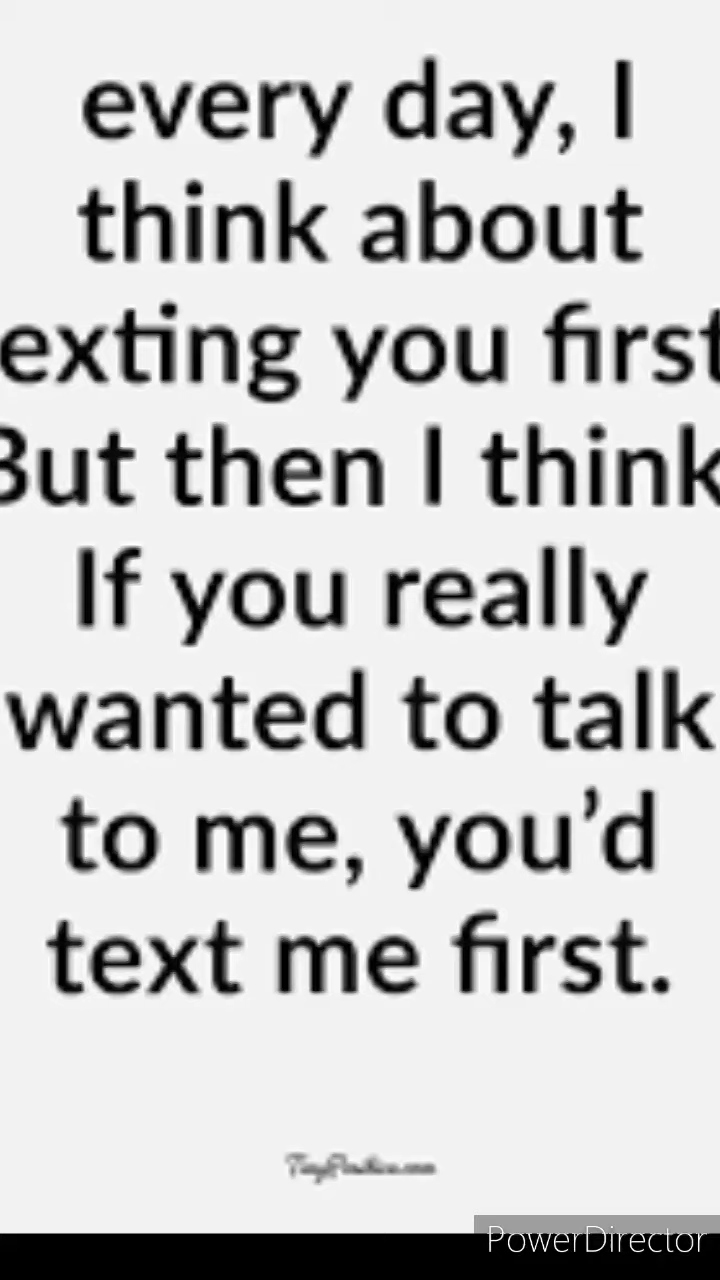 every day, I
think about
exting you first
But then I think
If you really
wanted to talk
to me, you’d
text me first.
PowerDirector